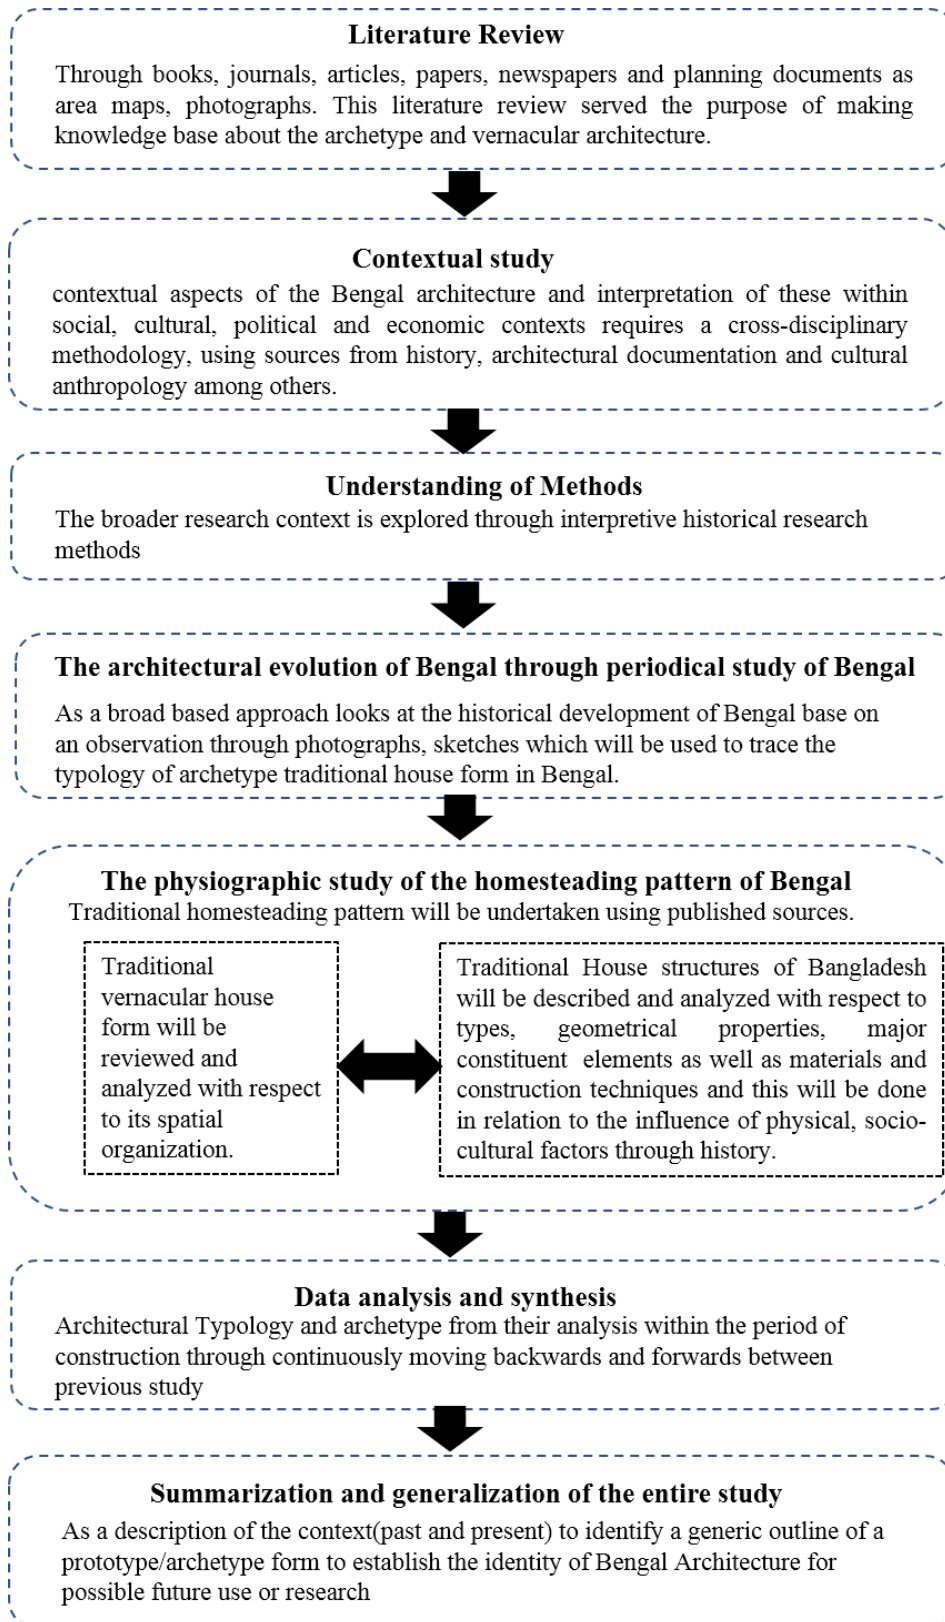 Literature Review
Through books, journals, articles, papers, newspapers and planning documents as
area maps, photographs. This literature review served the purpose of making
knowledge base about the archetype and vernacular architecture.
Contextual study
contextual aspects of the Bengal architecture and interpretation of these within
social, cultural, political and economic contexts requires a cross-disciplinary
methodology, using sources from history, architectural documentation and cultural
anthropology among others.
Understanding of Methods
The broader research context is explored through interpretive historical research
methods
The architectural evolution of Bengal through periodical study of Bengal
As a broad based approach looks at the historical development of Bengal base on
an observation through photographs, sketches which will be used to trace the
typology of archetype traditional house form in Bengal.
The physiographic study of the homesteading pattern of Bengal
Traditional homesteading pattern will be undertaken using published sources.
Traditional
vernacular house
form will be
reviewed and
analyzed with respect
to its spatial
organization.
Traditional House structures of Bangladesh
will be described and analyzed with respect to
types, geometrical properties, major
constituent elements as well as materials and
construction techniques and this will be done
in relation to the influence of physical, socio-
cultural factors through history.
Data analysis and synthesis
Architectural Typology and archetype from their analysis within the period of
construction through continuously moving backwards and forwards between
previous study
Summarization and generalization of the entire study
As a description of the context(past and present) to identify a generic outline of a
prototype/archetype form to establish the identity of Bengal Architecture for
possible future use or research